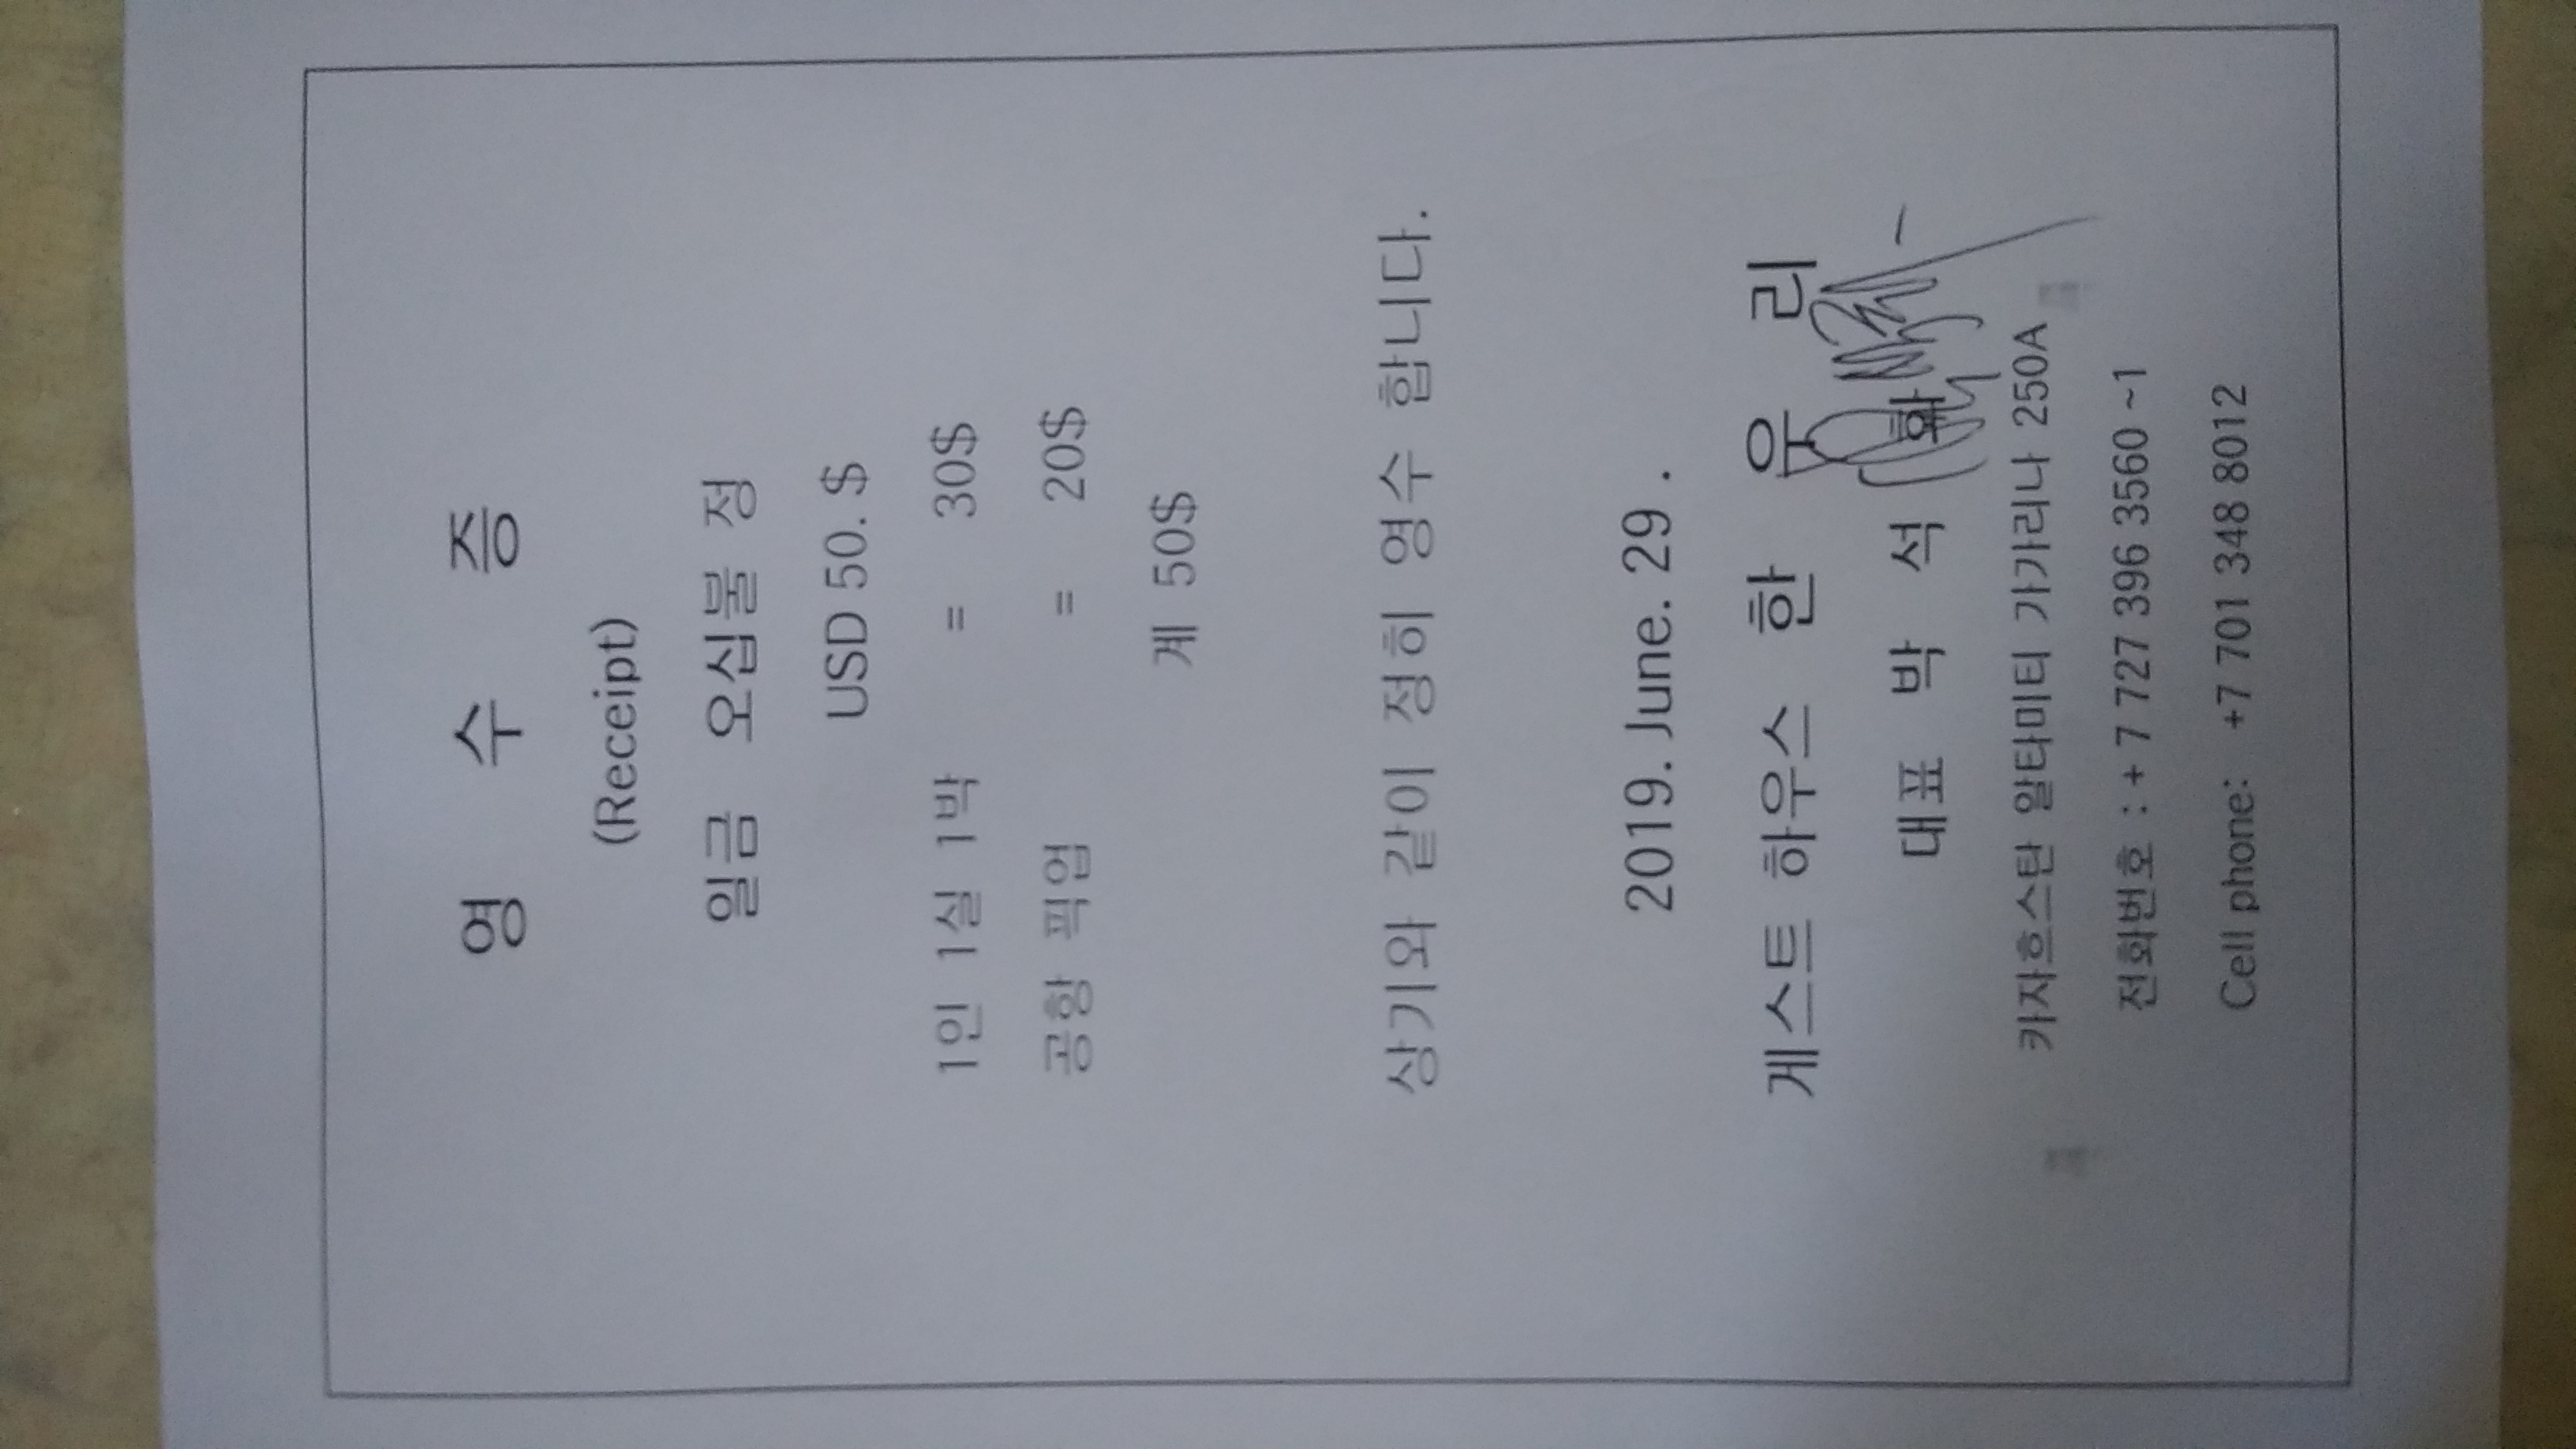 영 수 증
(Receipt)
일금 오십불 정
USD 50. $
1인 1실 1박 = 30$
공항 픽업 = 20$
계 50$
상기와 같이 정히 영수 합니다.
2019. June. 29 .
게스트 하우스 한 우 리
대표 박 석
카자흐스탄 알타미티 가가리나 250A
전화번호 : + 7 727 396 3560 ~1
Cell phone: +7 701 348 8012